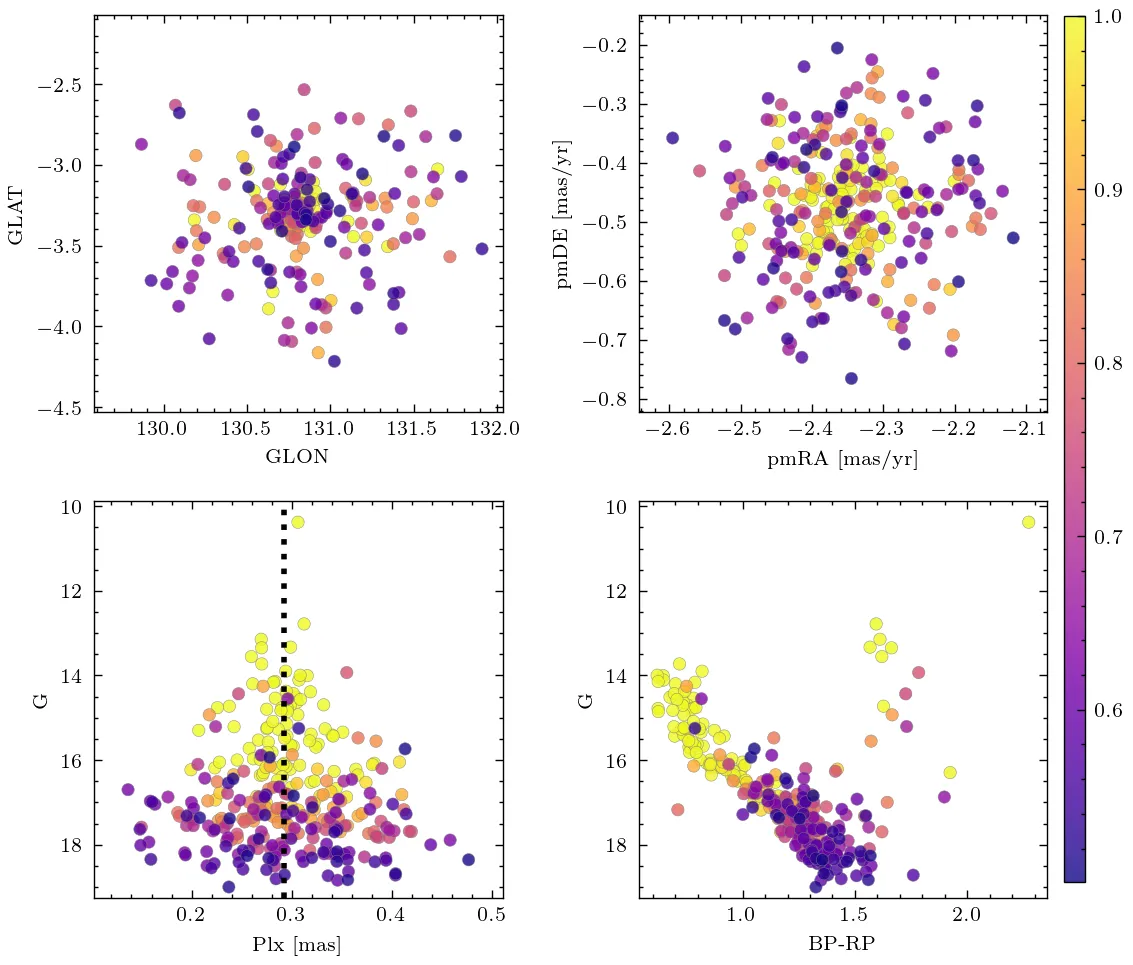 −2.5
−3.0
−3.5
−4.0
−4.5
GLAT
130.0 130.5 131.0 131.5 132.0
GLON
−0.2
−0.3
−0.4
−0.5
−0.6
−0.7
−0.8
pmDE [mas/yr]
−2.6 −2.5 −2.4 −2.3 −2.2 −2.1
pmRA [mas/yr]
1.0
0.9
0.8
0.7
0.6
10
12
14
16
18
G
0.2 0.3 0.4 0.5
Plx [mas]
10
12
14
16
18
G
1.0 1.5 2.0
BP-RP